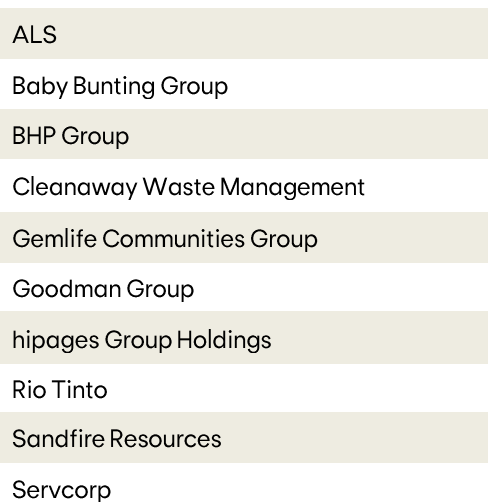 ALS
Baby Bunting Group
BHP Group
Cleanaway Waste Management
Gemlife Communities Group
Goodman Group
hipages Group Holdings
Rio Tinto
Sandfire Resources
Servcorp